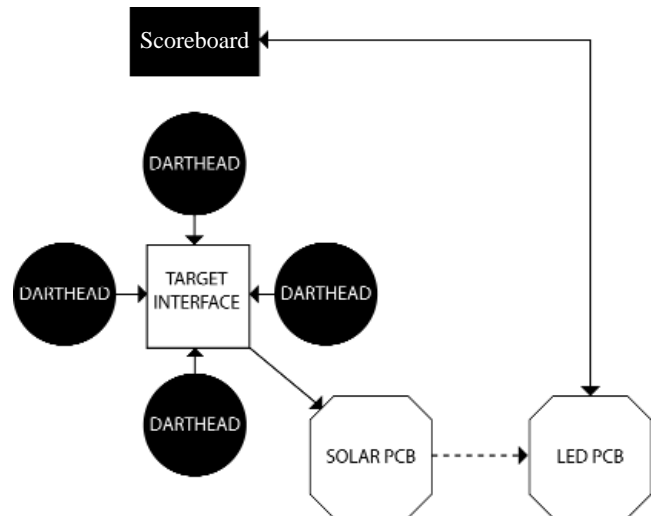 Scoreboard
DARTHEAD
TARGET
INTERFACE
DARTHEAD
DARTHEAD
DARTHEAD
SOLAR PCB
LED PCB